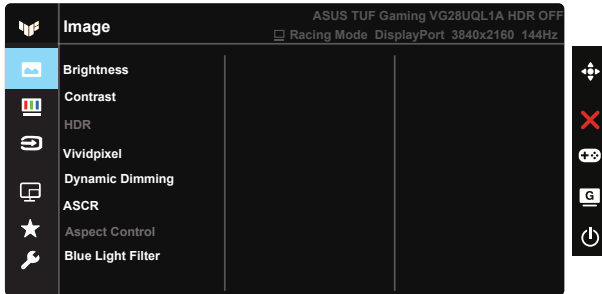 Image
ASUS TUF Gaming VG28UQL1A HDR OFF
Racing Mode DisplayPort 3840x2160 144Hz
Brightness
Contrast
HDR
Vividpixel
Dynamic Dimming
ASCR
Aspect Control
Blue Light Filter
G